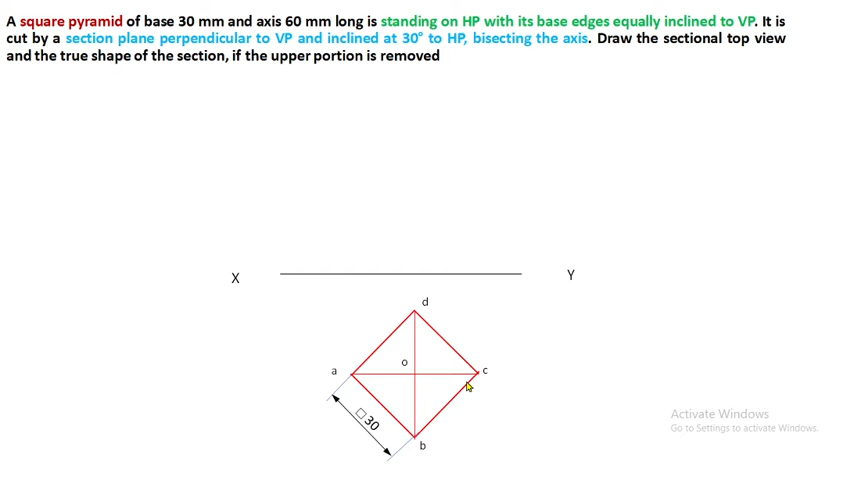 A square pyramid of base 30 mm and axis 60 mm long is standing on HP with its base edges equally inclined to VP. It is
cut by a section plane perpendicular to VP and inclined at 30° to HP, bisecting the axis. Draw the sectional top view
and the true shape of the section, if the upper portion is removed
X
Y
d
o
a
c
□ 30
b
Activate Windows
Go to Settings to activate Windows.